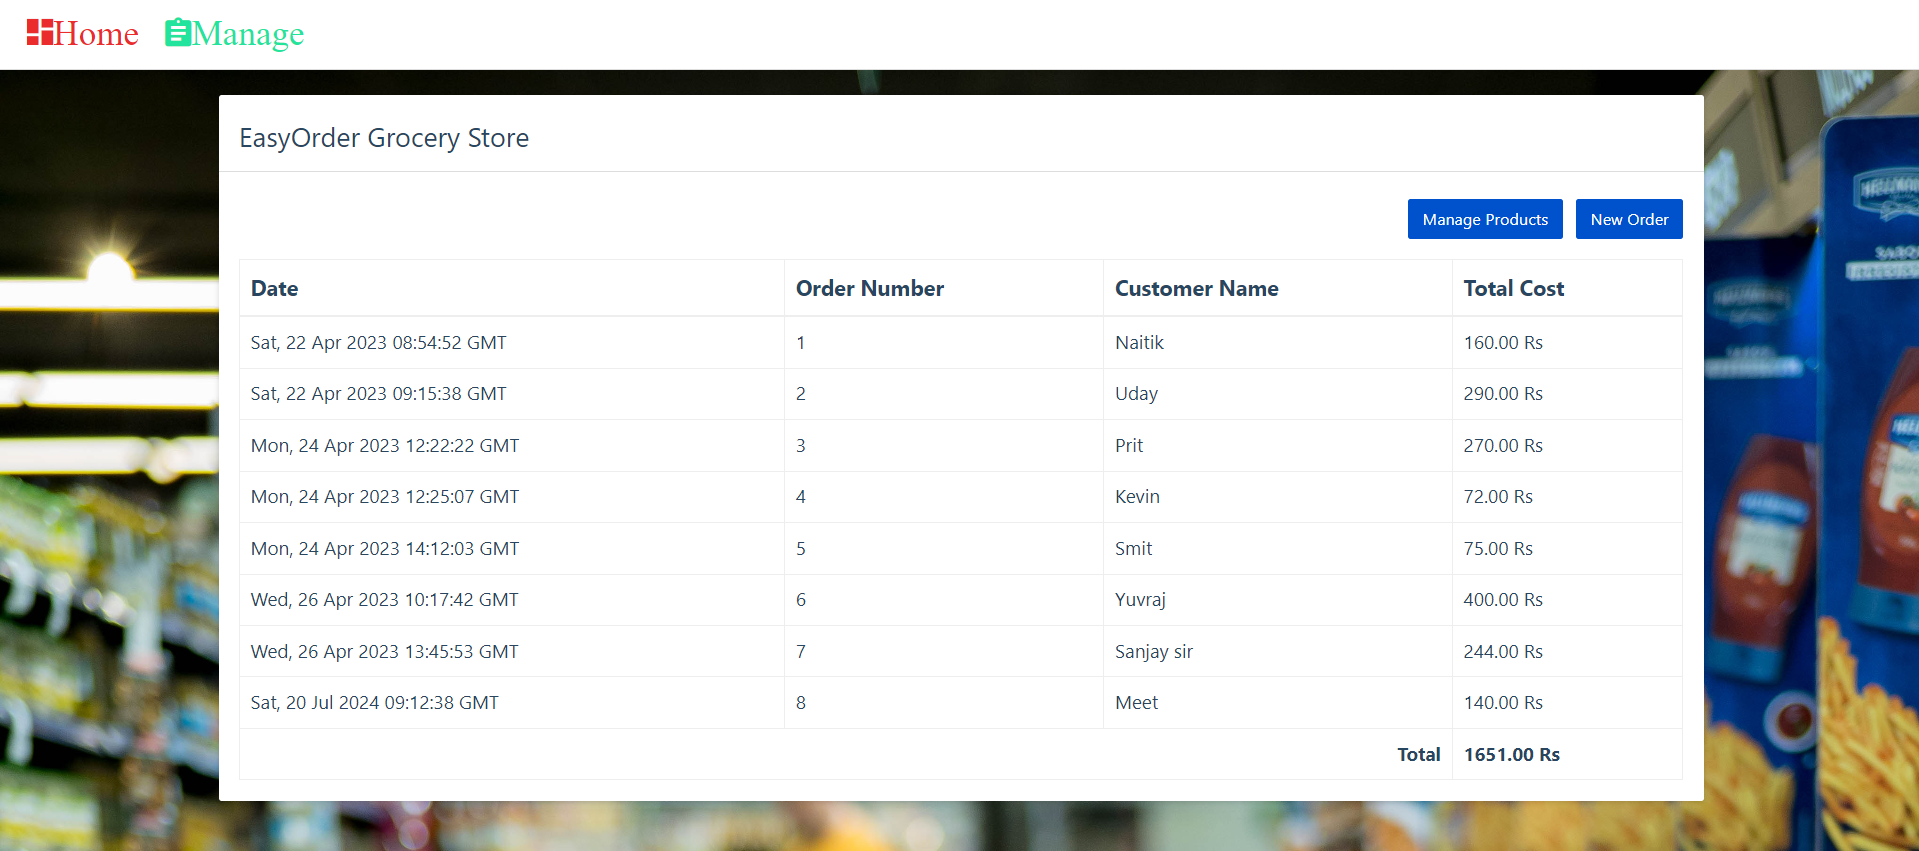 Home Manage
EasyOrder Grocery Store
Manage Products New Order
Date Order Number Customer Name Total Cost
Sat, 22 Apr 2023 08:54:52 GMT 1 Naitik 160.00 Rs
Sat, 22 Apr 2023 09:15:38 GMT 2 Uday 290.00 Rs
Mon, 24 Apr 2023 12:22:22 GMT 3 Prit 270.00 Rs
Mon, 24 Apr 2023 12:25:07 GMT 4 Kevin 72.00 Rs
Mon, 24 Apr 2023 14:12:03 GMT 5 Smit 75.00 Rs
Wed, 26 Apr 2023 10:17:42 GMT 6 Yuvraj 400.00 Rs
Wed, 26 Apr 2023 13:45:53 GMT 7 Sanjay sir 244.00 Rs
Sat, 20 Jul 2024 09:12:38 GMT 8 Meet 140.00 Rs
Total 1651.00 Rs